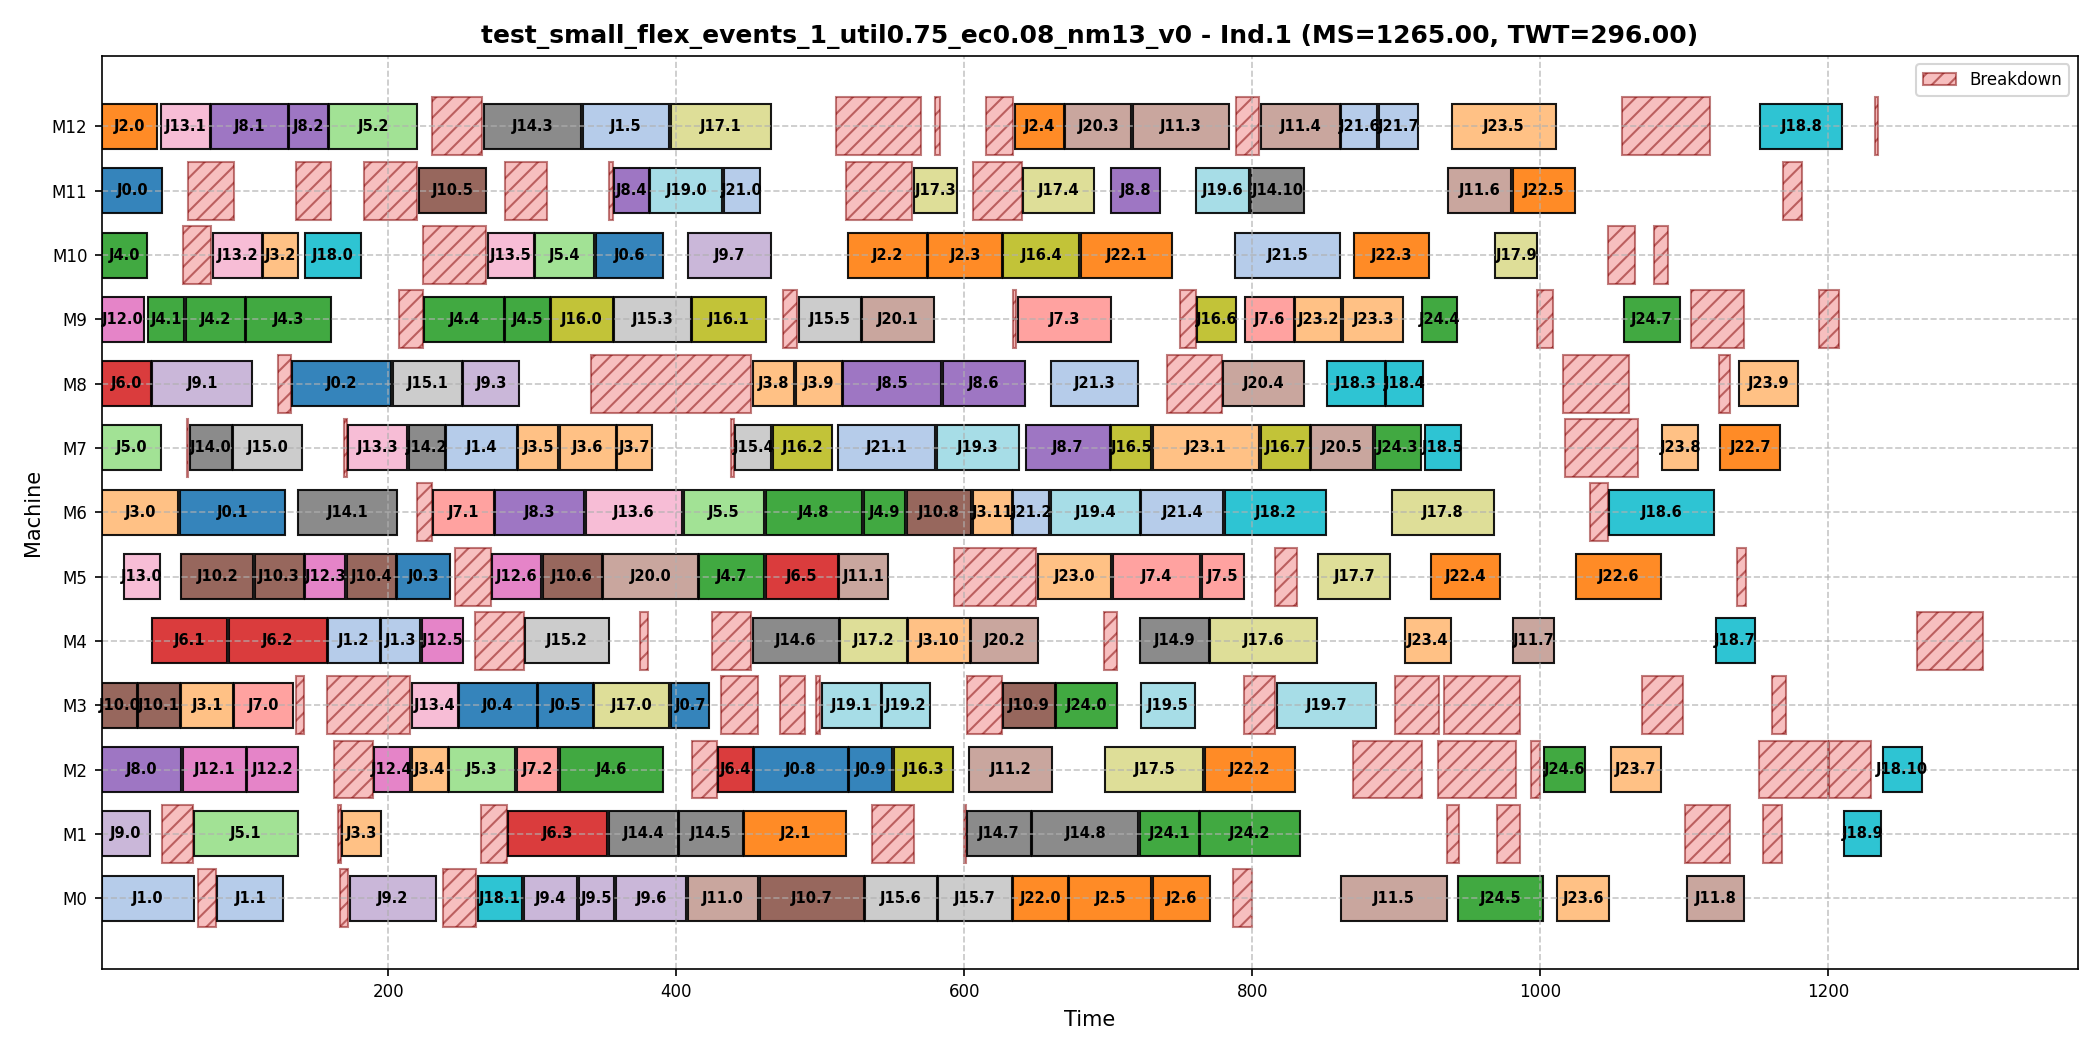 test_small_flex_events_1_util0.75_ec0.08_nm13_v0 - Ind.1 (MS=1265.00, TWT=296.00)
Breakdown
M12 J2.0 J13.1 J8.1 J8.2 J5.2 J14.3 J1.5 J17.1 J2.4 J20.3 J11.3 J11.4 J21.6 J21.7 J23.5 J18.8
M11 J0.0 J10.5 J8.4 J19.0 J21.0 J17.3 J17.4 J8.8 J19.6 J14.10 J11.6 J22.5
M10 J4.0 J13.2 J3.2 J18.0 J13.5 J5.4 J0.6 J9.7 J2.2 J2.3 J16.4 J22.1 J21.5 J22.3 J17.9
M9 J12.0 J4.1 J4.2 J4.3 J4.4 J4.5 J16.0 J15.3 J16.1 J15.5 J20.1 J7.3 J16.6 J7.6 J23.2 J23.3 J24.4 J24.7
M8 J6.0 J9.1 J0.2 J15.1 J9.3 J3.8 J3.9 J8.5 J8.6 J21.3 J20.4 J18.3 J18.4 J23.9
M7 J5.0 J14.0 J15.0 J13.3 J14.2 J1.4 J3.5 J3.6 J3.7 J15.4 J16.2 J21.1 J19.3 J8.7 J16.5 J23.1 J16.7 J20.5 J24.3 J18.5 J23.8 J22.7
M6 J3.0 J0.1 J14.1 J7.1 J8.3 J13.6 J5.5 J4.8 J4.9 J10.8 J3.11 J21.2 J19.4 J21.4 J18.2 J17.8 J18.6
M5 J13.0 J10.2 J10.3 J12.3 J10.4 J0.3 J12.6 J10.6 J20.0 J4.7 J6.5 J11.1 J23.0 J7.4 J7.5 J17.7 J22.4 J22.6
M4 J6.1 J6.2 J1.2 J1.3 J12.5 J15.2 J14.6 J17.2 J3.10 J20.2 J14.9 J17.6 J23.4 J11.7 J18.7
M3 J10.0 J10.1 J3.1 J7.0 J13.4 J0.4 J0.5 J17.0 J0.7 J19.1 J19.2 J10.9 J24.0 J19.5 J19.7
M2 J8.0 J12.1 J12.2 J12.4 J3.4 J5.3 J7.2 J4.6 J6.4 J0.8 J0.9 J16.3 J11.2 J17.5 J22.2 J24.6 J23.7 J18.10
M1 J9.0 J5.1 J3.3 J6.3 J14.4 J14.5 J2.1 J14.7 J14.8 J24.1 J24.2 J18.9
M0 J1.0 J1.1 J9.2 J18.1 J9.4 J9.5 J9.6 J11.0 J10.7 J15.6 J15.7 J22.0 J2.5 J2.6 J11.5 J24.5 J23.6 J11.8
Machine
200 400 600 800 1000 1200
Time